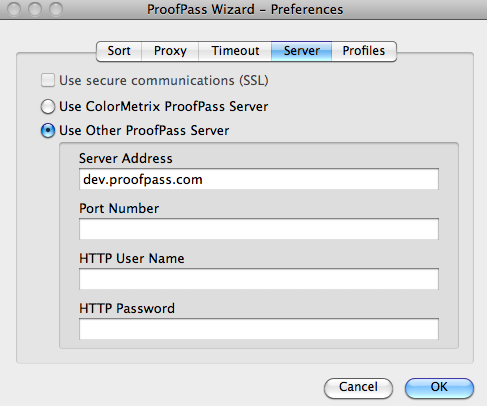 ProofPass Wizard – Preferences
Sort Proxy Timeout Server Profiles
Use secure communications (SSL)
Use ColorMetrix ProofPass Server
Use Other ProofPass Server
Server Address
dev.proofpass.com
Port Number
HTTP User Name
HTTP Password
Cancel OK